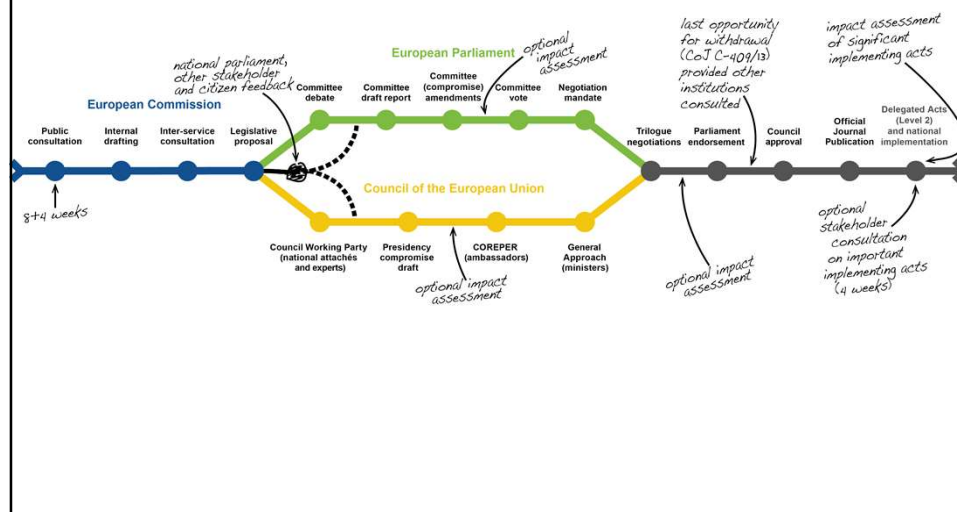 last opportunity
for withdrawal
(CoJ C-409/13)
provided other
institutions
consulted
impact assessment
of significant
implementing acts
European Parliament
optional
impact
assessment
national parliament,
other stakeholder
and citizen feedback
Committee
debate
Committee
draft report
Committee
(compromise)
amendments
Committee
vote
Negotiation
mandate
European Commission
Public
consultation
Internal
drafting
Inter-service
consultation
Legislative
proposal
Trilogue
negotiations
Parliament
endorsement
Council
approval
Official
Journal
Publication
Delegated Acts
(Level 2)
and national
implementation
Council of the European Union
8+4 weeks
Council Working Party
(national attachés
and experts)
Presidency
compromise
draft
COREPER
(ambassadors)
General
Approach
(ministers)
optional impact
assessment
optional impact
assessment
optional
stakeholder
consultation
on important
implementing acts
(4 weeks)